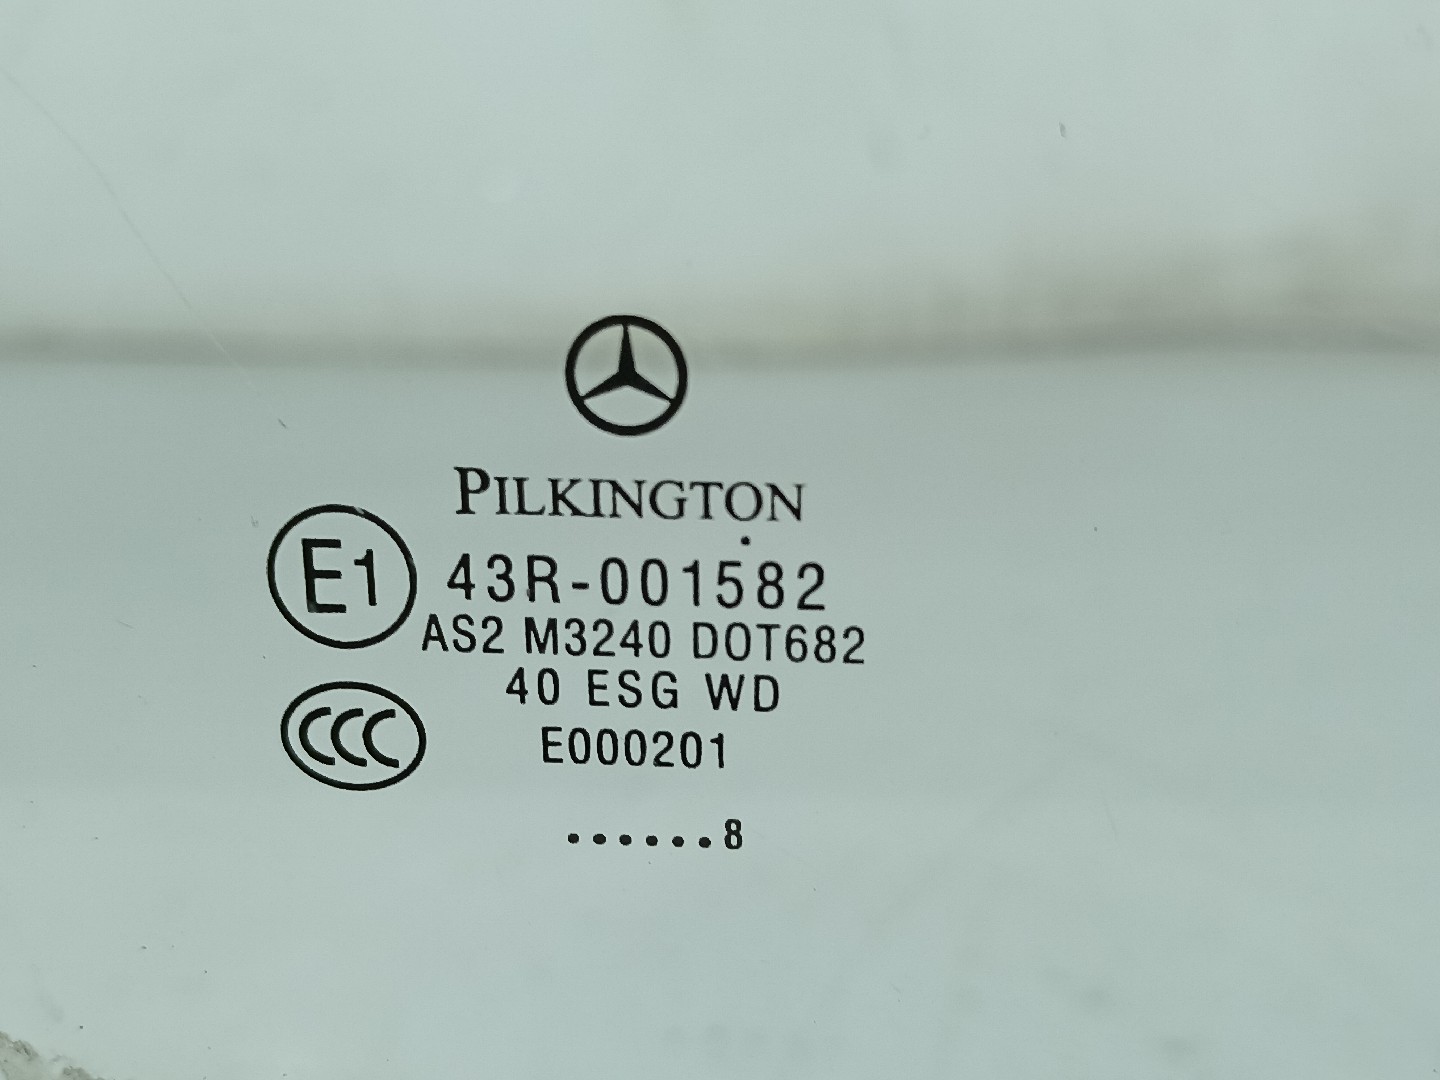 PILKINGTON
E1 43R-001582
AS2 M3240 DOT682
40 ESG WD
CCC E000201
......8